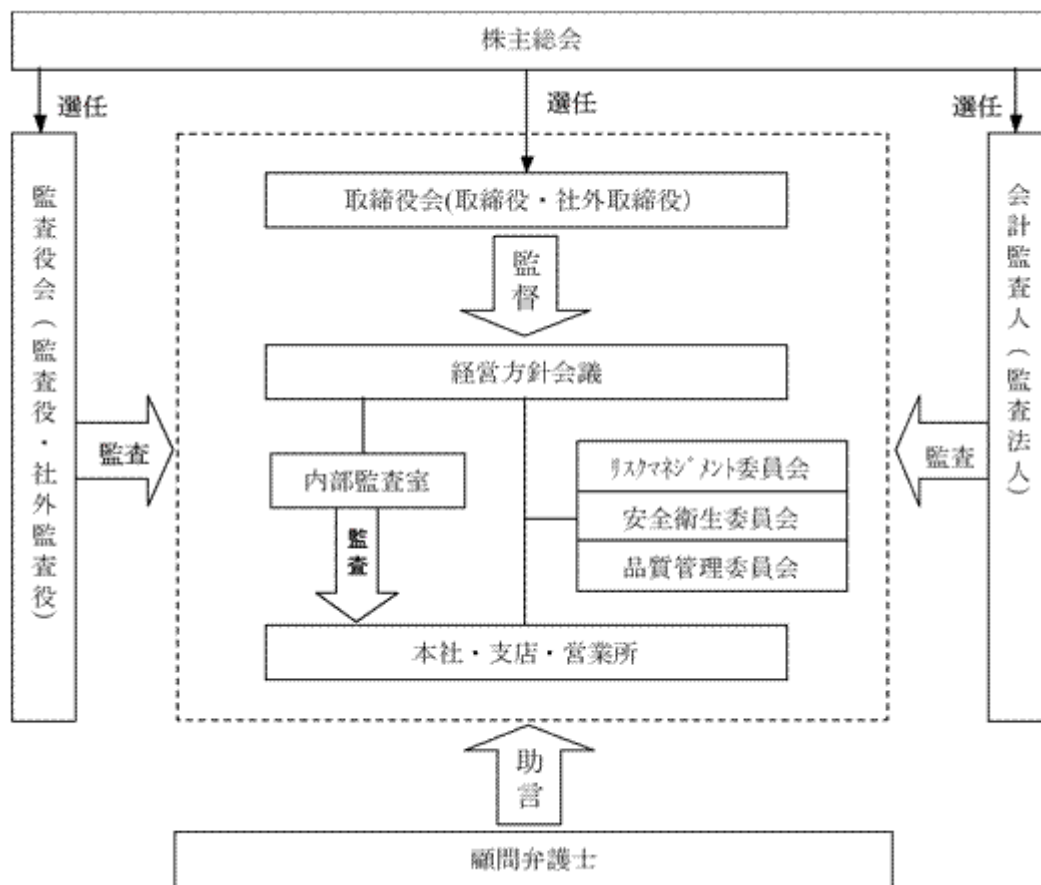 株主総会
選任
選任
選任
監査役会（監査役・社外監査役）
取締役会(取締役・社外取締役）
会計監査人（監査法人）
監督
経営方針会議
監査
監査
内部監査室
リスクマネジメント委員会
安全衛生委員会
品質管理委員会
監査
本社・支店・営業所
助言
顧問弁護士